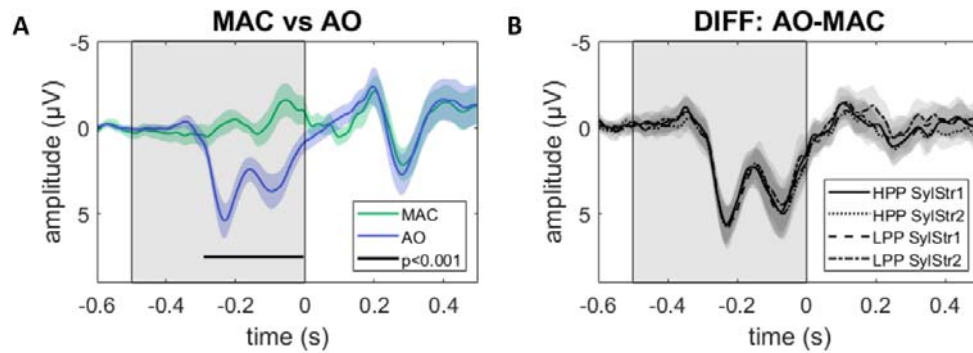 A
MAC vs AO
-5
0
5
amplitude (µV)
MAC
AO
p<0.001
-0.6 -0.4 -0.2 0 0.2 0.4
time (s)
B
DIFF: AO-MAC
-5
0
5
amplitude (µV)
HPP SylStr1
HPP SylStr2
LPP SylStr1
LPP SylStr2
-0.6 -0.4 -0.2 0 0.2 0.4
time (s)